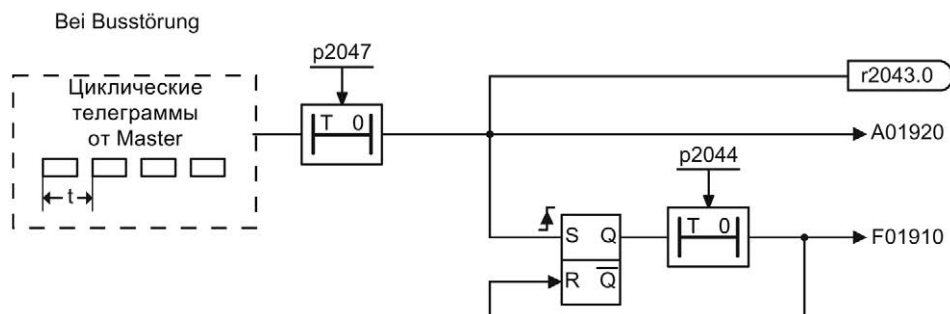 Bei Busstörung
p2047
Циклические
телеграммы
от Master
t
T 0
r2043.0
A01920
p2044
S Q
T 0
F01910
R Q̅